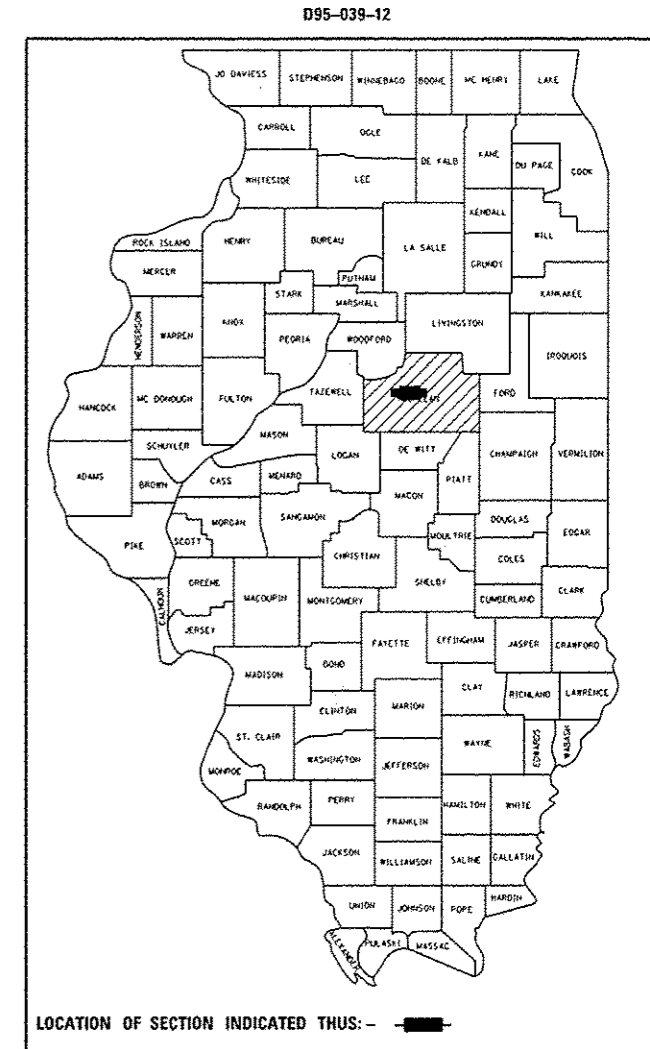 D95-039-12
JO DAVIESS STEPHENSON WINNEBAGO BOONE MC HENRY LAKE
CARROLL OGLE DE KALB KANE DU PAGE COOK
WHITESIDE LEE
KENDALL WILL
ROCK ISLAND HENRY BUREAU LA SALLE GRUNDY
MERCER PUTNAM KANKAKEE
STARK MARSHALL
HENDERSON WARREN KNOX PEORIA WOODFORD LIVINGSTON IROQUOIS
HANCOCK MC DONOUGH FULTON TAZEWELL FORD
MASON
SCHUYLER LOGAN DE WITT CHAMPAIGN VERMILION
ADAMS BROWN CASS MENARD PIATT
MACON
MORGAN SANGAMON DOUGLAS EDGAR
PIKE SCOTT CHRISTIAN MOULTRIE COLES
GREENE SHELBY CLARK
CALHOUN MACOUPIN MONTGOMERY CUMBERLAND
JERSEY FAYETTE EFFINGHAM JASPER CRAWFORD
MADISON BOND
CLAY RICHLAND LAWRENCE
CLINTON MARION
ST. CLAIR WAYNE EDWARDS WABASH
WASHINGTON JEFFERSON
MONROE
RANDOLPH PERRY HAMILTON WHITE
FRANKLIN
JACKSON WILLIAMSON SALINE GALLATIN
UNION JOHNSON POPE HARDIN
ALEXANDER PULASKI MASSAC
LOCATION OF SECTION INDICATED THUS: -